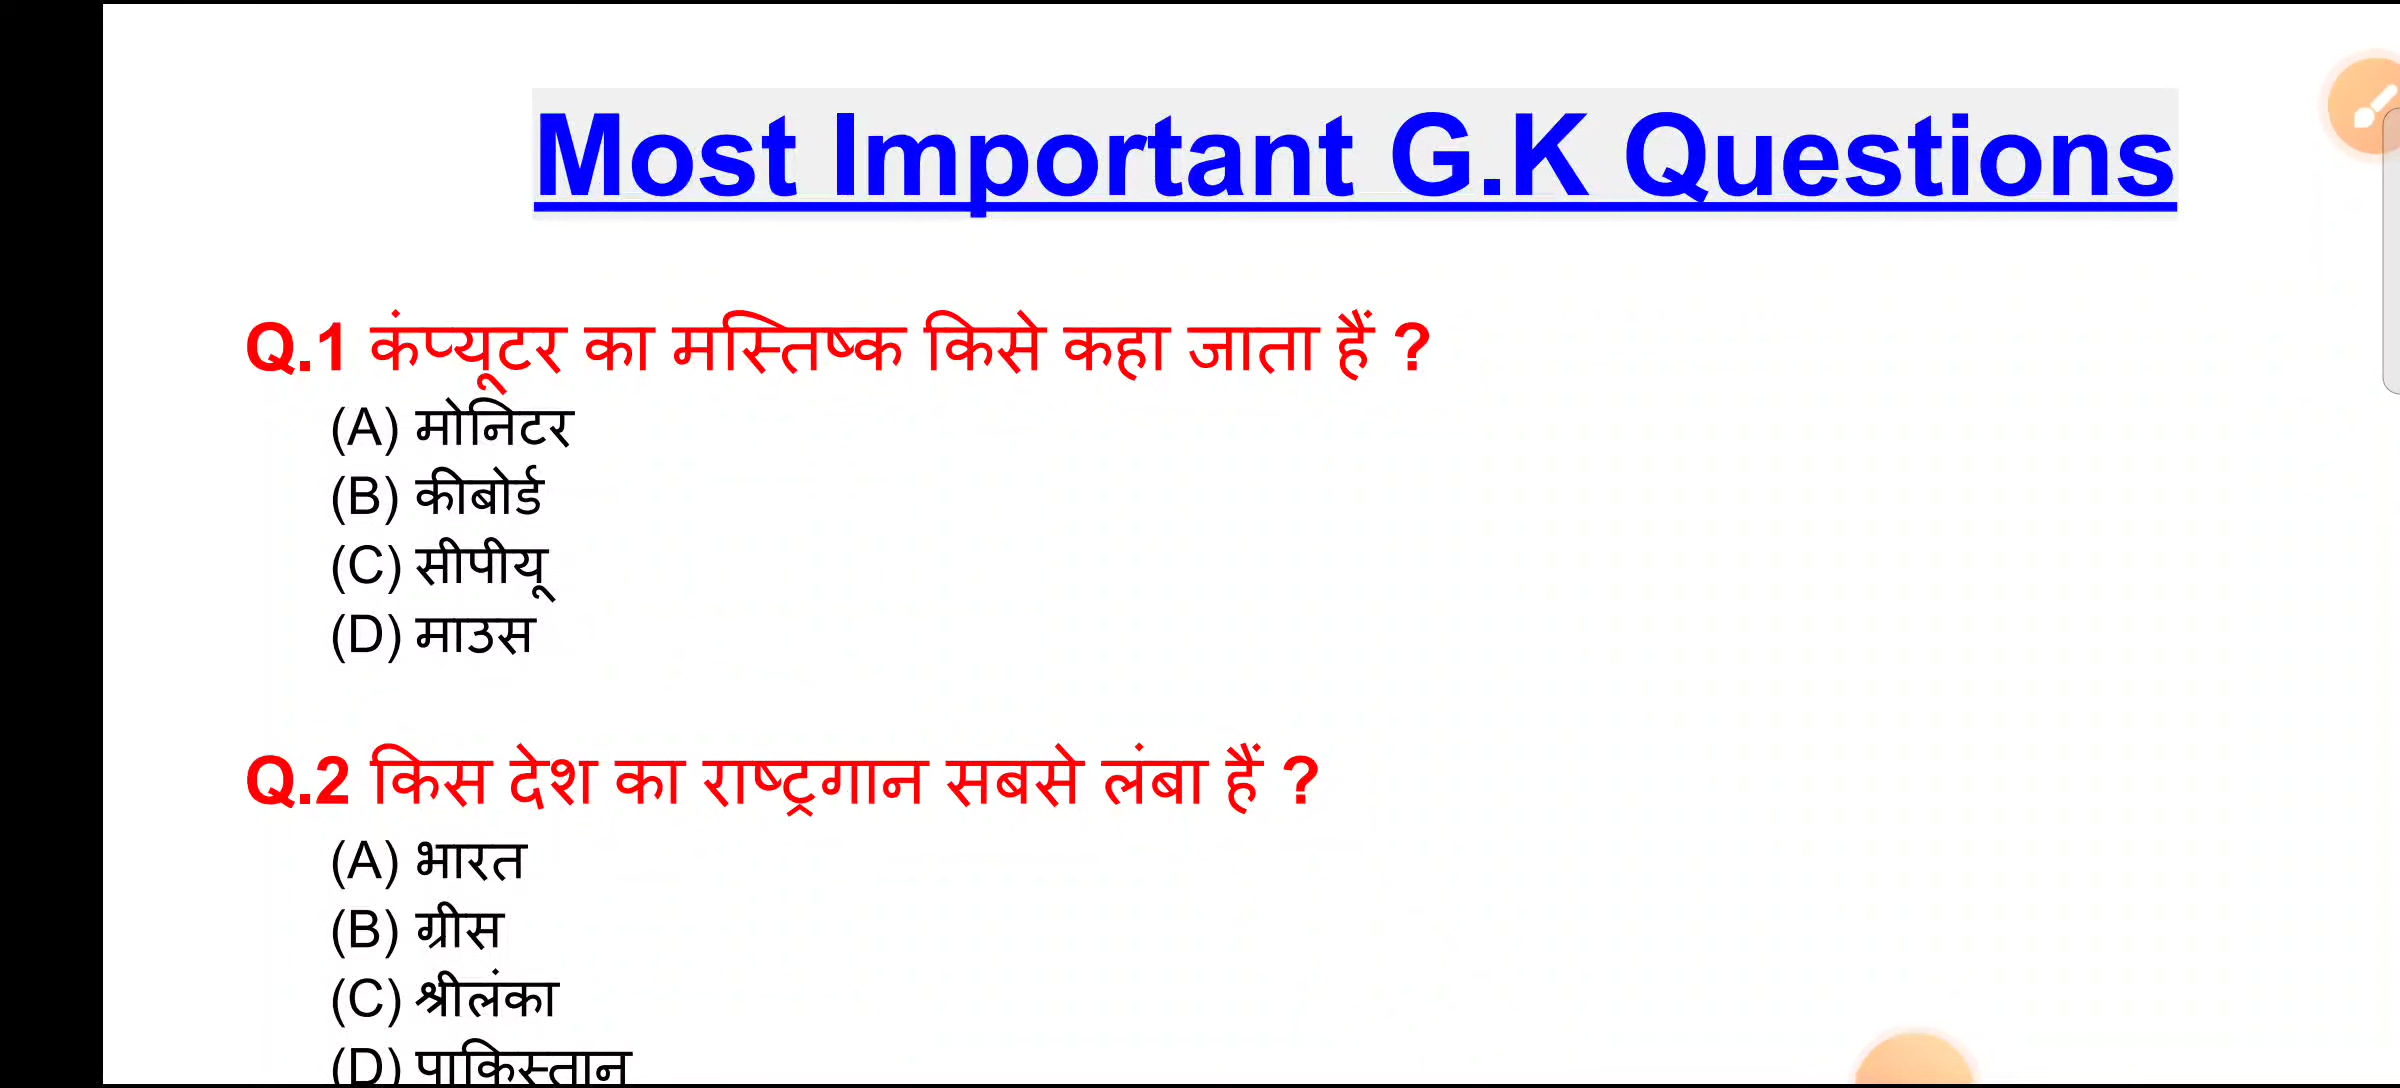 Most Important G.K Questions
Q.1 कंप्यूटर का मस्तिष्क किसे कहा जाता हैं ?
(A) मोनिटर
(B) कीबोर्ड
(C) सीपीयू
(D) माउस
Q.2 किस देश का राष्ट्रगान सबसे लंबा हैं ?
(A) भारत
(B) ग्रीस
(C) श्रीलंका
(D) पाकिस्तान